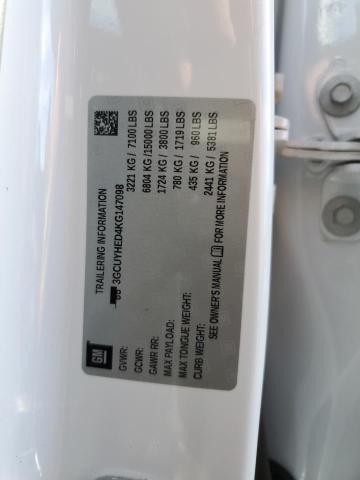 TRAILERING INFORMATION
3GCUYHED4KG147098
GM
GVWR: 3221 KG / 7100 LBS
GCWR: 6804 KG / 15000 LBS
GAWR RR: 1724 KG / 3800 LBS
MAX PAYLOAD: 780 KG / 1719 LBS
MAX TONGUE WEIGHT: 435 KG / 960 LBS
CURB WEIGHT: 2441 KG / 5381 LBS
SEE OWNER'S MANUAL FOR MORE INFORMATION